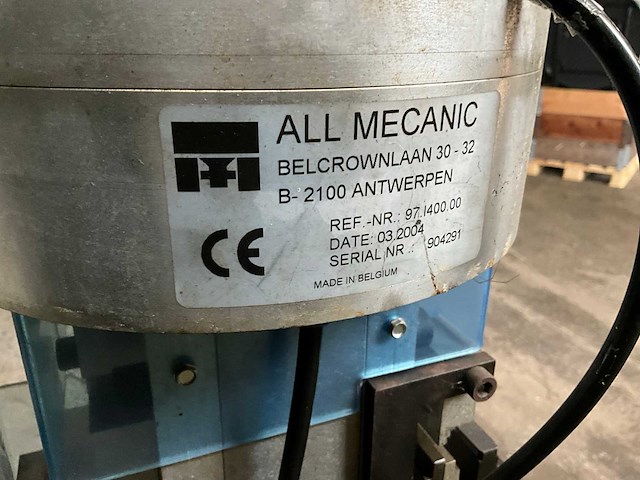 ALL MECANIC
BELCROWNLAAN 30 - 32
B- 2100 ANTWERPEN
REF.-NR.: 97.I400.00
DATE: 03.2004
SERIAL NR .: 904291
CE
MADE IN BELGIUM